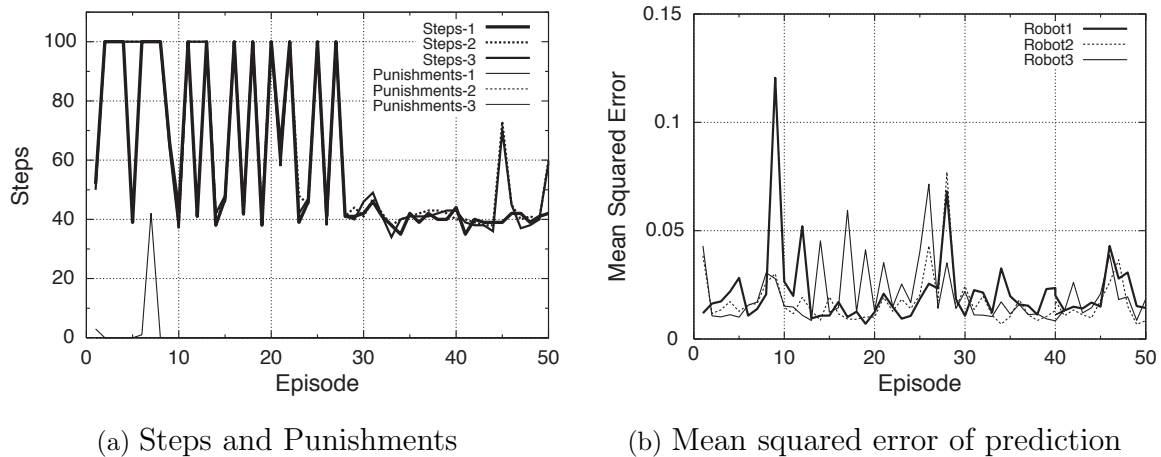 100
80
60
40
20
0
Steps
Steps-1
Steps-2
Steps-3
Punishments-1
Punishments-2
Punishments-3
0 10 20 30 40 50
Episode
(a) Steps and Punishments
0.15
0.1
0.05
0
Mean Squared Error
Robot1
Robot2
Robot3
0 10 20 30 40 50
Episode
(b) Mean squared error of prediction